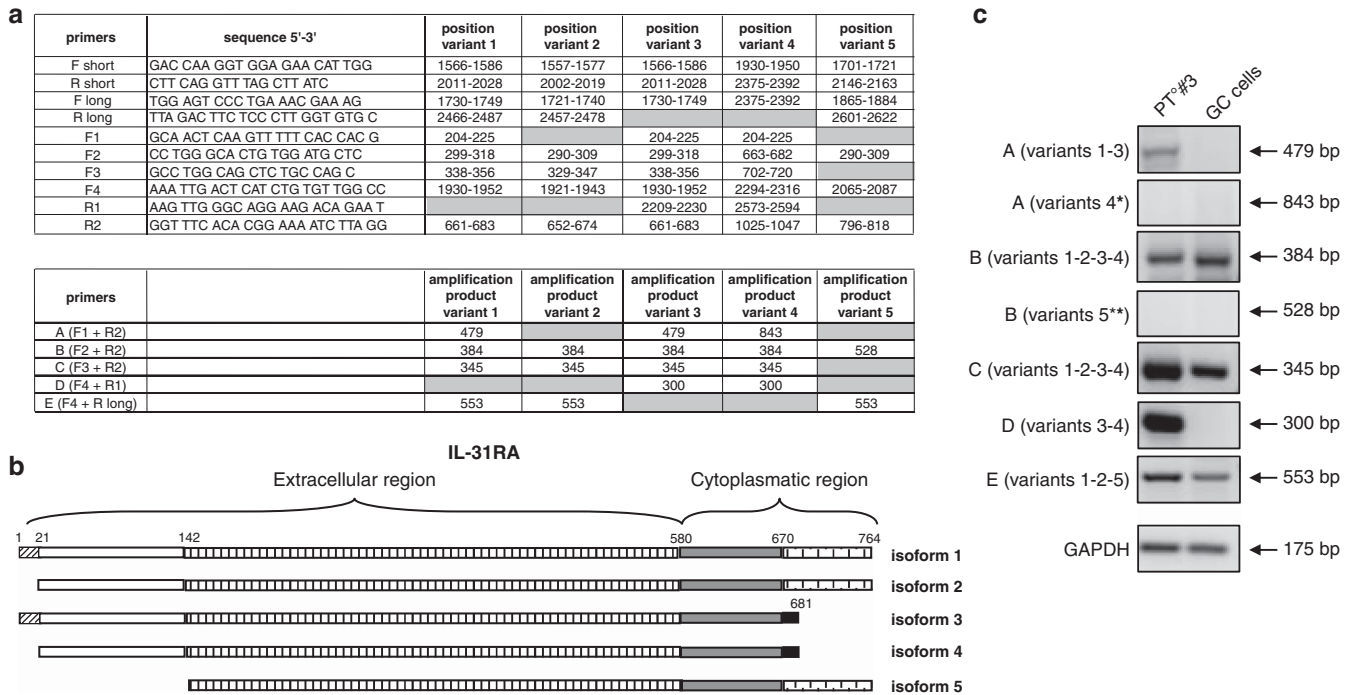 a
primers sequence 5'-3' position variant 1 position variant 2 position variant 3 position variant 4 position variant 5
F short GAC CAA GGT GGA GAA CAT TGG 1566-1586 1557-1577 1566-1586 1930-1950 1701-1721
R short CTT CAG GTT TAG CTT ATC 2011-2028 2002-2019 2011-2028 2375-2392 2146-2163
F long TGG AGT CCC TGA AAC GAA AG 1730-1749 1721-1740 1730-1749 2375-2392 1865-1884
R long TTA GAC TTC TCC CTT GGT GTG C 2466-2487 2457-2478 2601-2622
F1 GCA ACT CAA GTT TTT CAC CAC G 204-225 204-225 204-225
F2 CC TGG GCA CTG TGG ATG CTC 299-318 290-309 299-318 663-682 290-309
F3 GCC TGG CAG CTC TGC CAG C 338-356 329-347 338-356 702-720
F4 AAA TTG ACT CAT CTG TGT TGG CC 1930-1952 1921-1943 1930-1952 2294-2316 2065-2087
R1 AAG TTG GGC AGG AAG ACA GAA T 2209-2230 2573-2594
R2 GGT TTC ACA CGG AAA ATC TTA GG 661-683 652-674 661-683 1025-1047 796-818
primers amplification product variant 1 amplification product variant 2 amplification product variant 3 amplification product variant 4 amplification product variant 5
A (F1 + R2) 479 479 843
B (F2 + R2) 384 384 384 384 528
C (F3 + R2) 345 345 345 345
D (F4 + R1) 300 300
E (F4 + R long) 553 553 553
b
IL-31RA
Extracellular region Cytoplasmatic region
1 21 142 580 670 764
isoform 1
isoform 2
681
isoform 3
isoform 4
isoform 5
c
PT°#3 GC cells
A (variants 1-3) 479 bp
A (variants 4*) 843 bp
B (variants 1-2-3-4) 384 bp
B (variants 5**) 528 bp
C (variants 1-2-3-4) 345 bp
D (variants 3-4) 300 bp
E (variants 1-2-5) 553 bp
GAPDH 175 bp